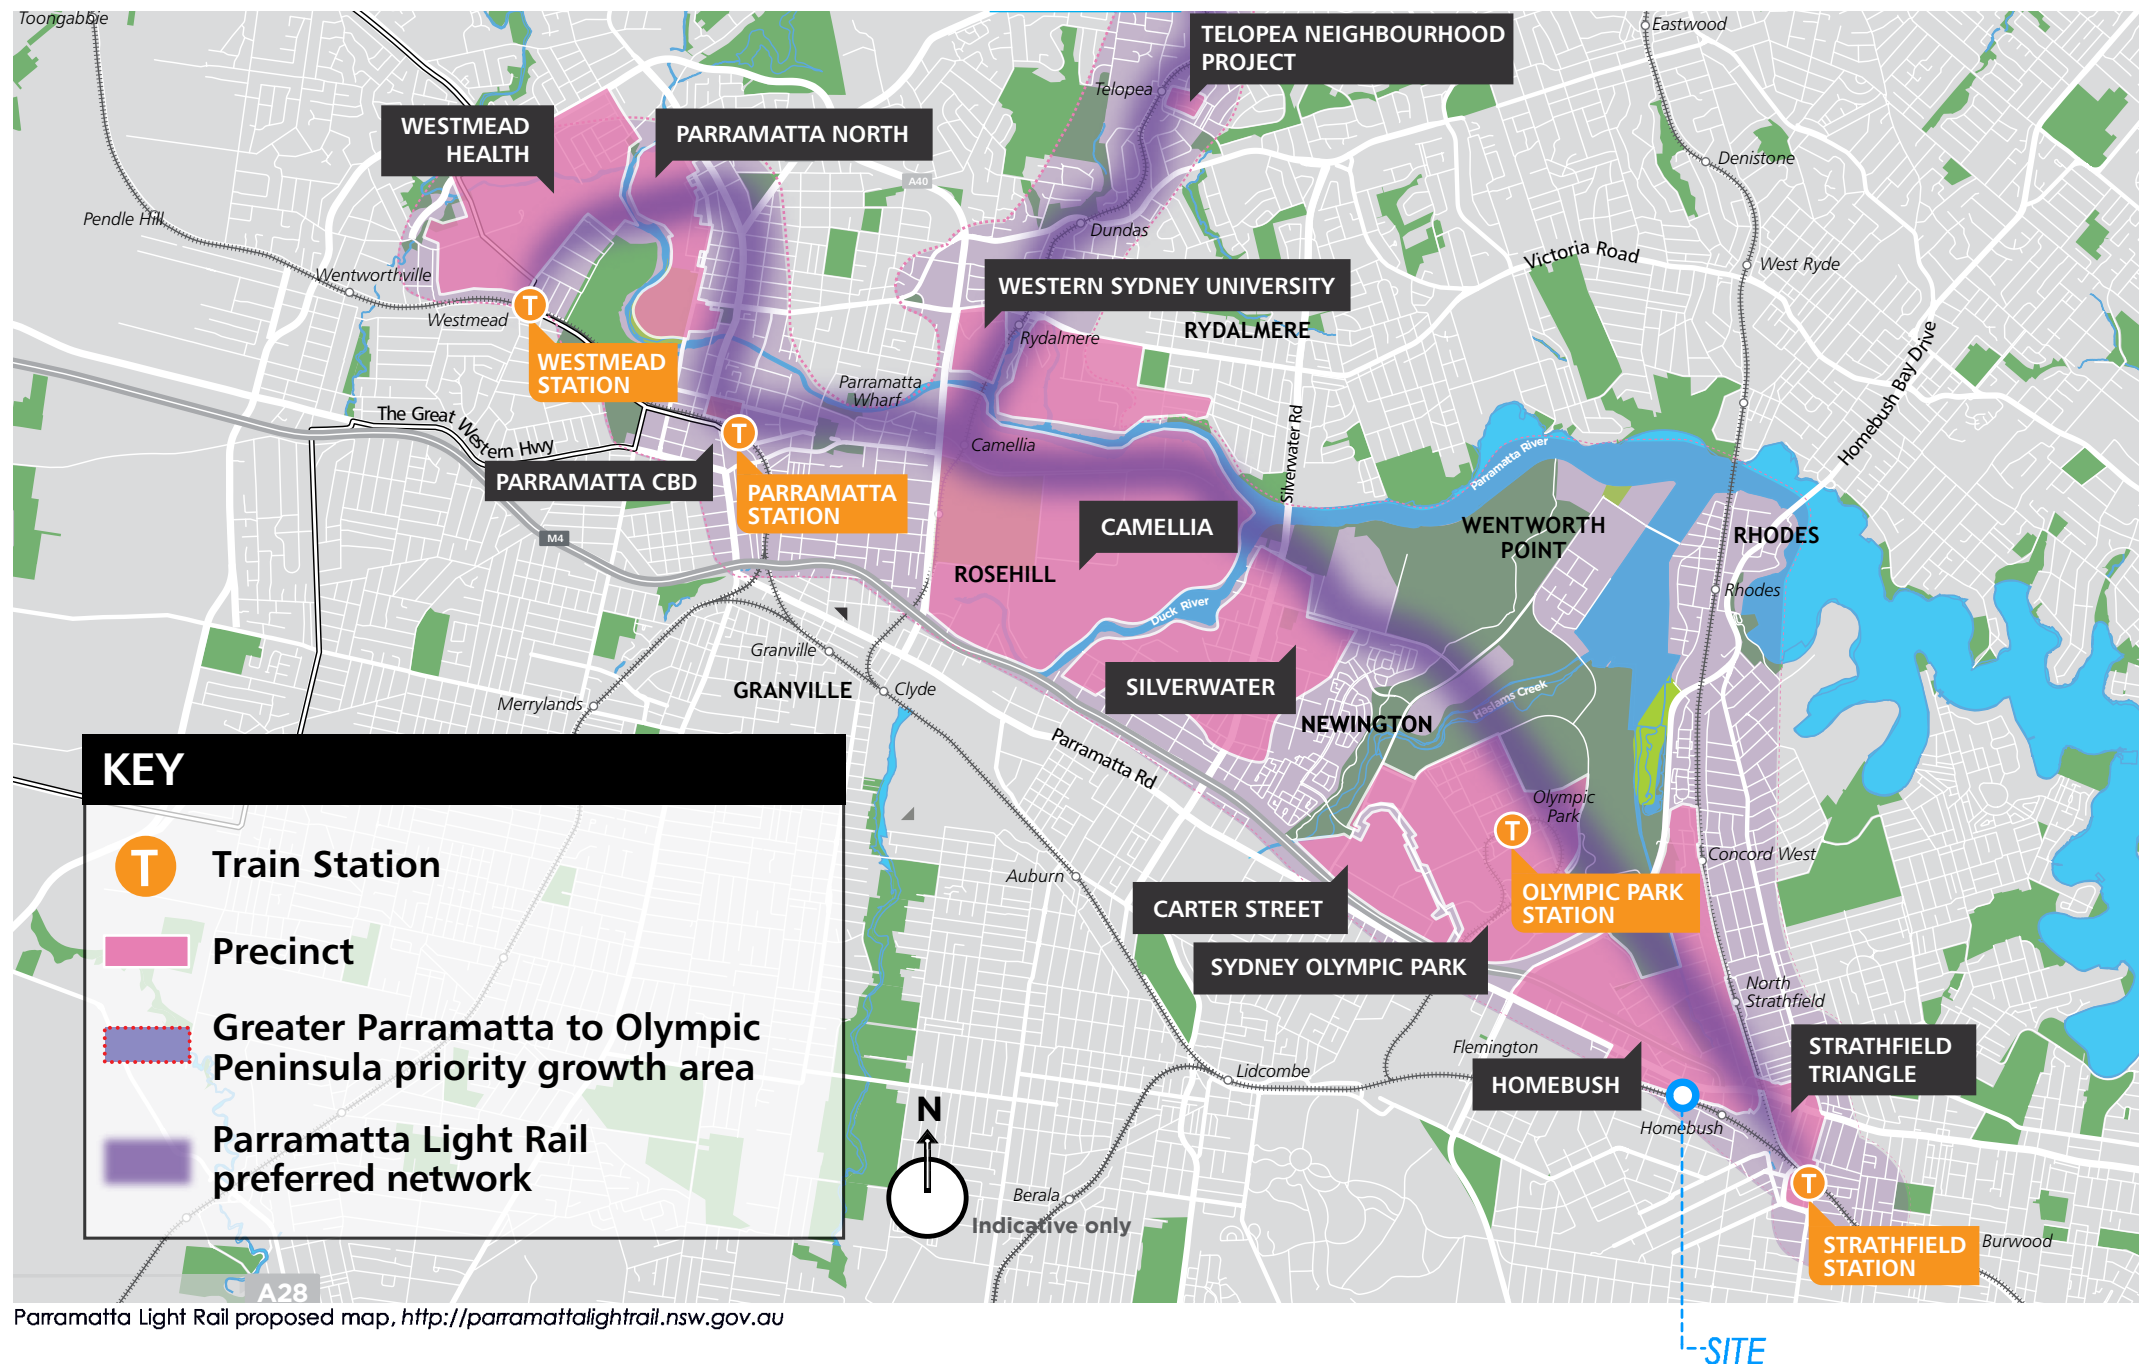 Toongabbie
TELOPEA NEIGHBOURHOOD
PROJECT
Eastwood
Telopea
WESTMEAD
HEALTH
PARRAMATTA NORTH
Denistone
A40
Pendle Hill
Dundas
Victoria Road
West Ryde
Wentworthville
WESTERN SYDNEY UNIVERSITY
Westmead
RYDALMERE
Rydalmere
WESTMEAD
STATION
Homebush Bay Drive
Parramatta
Wharf
The Great Western Hwy
Silverwater Rd
Camellia
Parramatta River
PARRAMATTA CBD
PARRAMATTA
STATION
CAMELLIA
WENTWORTH
POINT
RHODES
M4
ROSEHILL
Rhodes
Duck River
Granville
GRANVILLE
Clyde
SILVERWATER
Merrylands
Haslams Creek
NEWINGTON
Parramatta Rd
KEY
Olympic
Park
T Train Station
Concord West
Auburn
CARTER STREET
OLYMPIC PARK
STATION
Precinct
SYDNEY OLYMPIC PARK
North
Strathfield
Greater Parramatta to Olympic
Peninsula priority growth area
Flemington
STRATHFIELD
TRIANGLE
Lidcombe
HOMEBUSH
N
Homebush
Parramatta Light Rail
preferred network
Berala
Indicative only
STRATHFIELD
STATION
Burwood
A28
Parramatta Light Rail proposed map, http://parramattalightrail.nsw.gov.au
SITE
T
T
T
T